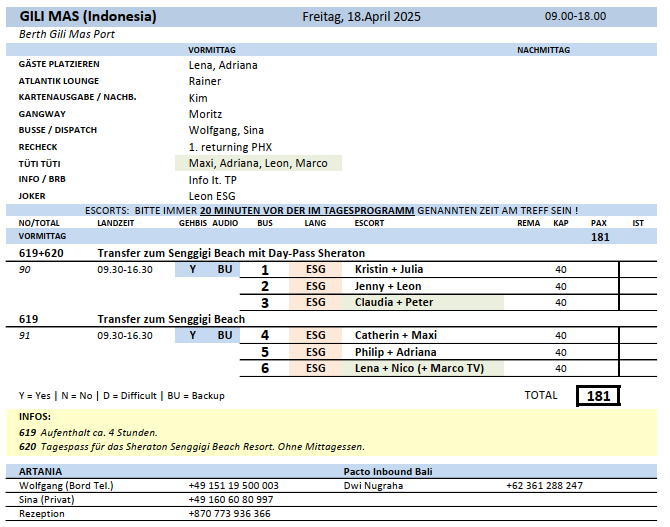 GILI MAS (Indonesia) Freitag, 18.April 2025 09.00-18.00
Berth Gili Mas Port
VORMITTAG NACHMITTAG
GÄSTE PLATZIEREN Lena, Adriana
ATLANTIK LOUNGE Rainer
KARTENAUSGABE / NACHB. Kim
GANGWAY Moritz
BUSSE / DISPATCH Wolfgang, Sina
RECHECK 1. returning PHX
TÜTI TÜTI Maxi, Adriana, Leon, Marco
INFO / BRB Info lt. TP
JOKER Leon ESG
ESCORTS: BITTE IMMER 20 MINUTEN VOR DER IM TAGESPROGRAMM GENANNTEN ZEIT AM TREFF SEIN !
NO/TOTAL LANDZEIT GEHBIS AUDIO BUS LANG ESCORT REMA KAP PAX IST
VORMITTAG 181
619+620 Transfer zum Senggigi Beach mit Day-Pass Sheraton
90 09.30-16.30 Y BU 1 ESG Kristin + Julia 40
2 ESG Jenny + Leon 40
3 ESG Claudia + Peter 40
619 Transfer zum Senggigi Beach
91 09.30-16.30 Y BU 4 ESG Catherin + Maxi 40
5 ESG Philip + Adriana 40
6 ESG Lena + Nico (+ Marco TV) 40
Y = Yes | N = No | D = Difficult | BU = Backup TOTAL 181
INFOS:
619 Aufenthalt ca. 4 Stunden.
620 Tagespass für das Sheraton Senggigi Beach Resort. Ohne Mittagessen.
ARTANIA Pacto Inbound Bali
Wolfgang (Bord Tel.) +49 151 19 500 003 Dwi Nugraha +62 361 288 247
Sina (Privat) +49 160 60 80 997
Rezeption +870 773 936 366